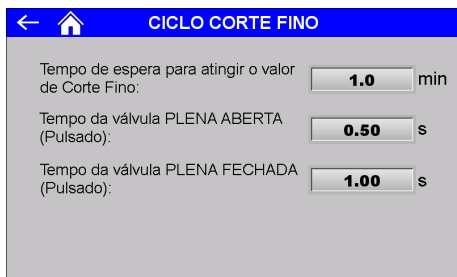 CICLO CORTE FINO
Tempo de espera para atingir o valor
de Corte Fino:
1.0 min
Tempo da válvula PLENA ABERTA
(Pulsado):
0.50 s
Tempo da válvula PLENA FECHADA
(Pulsado):
1.00 s